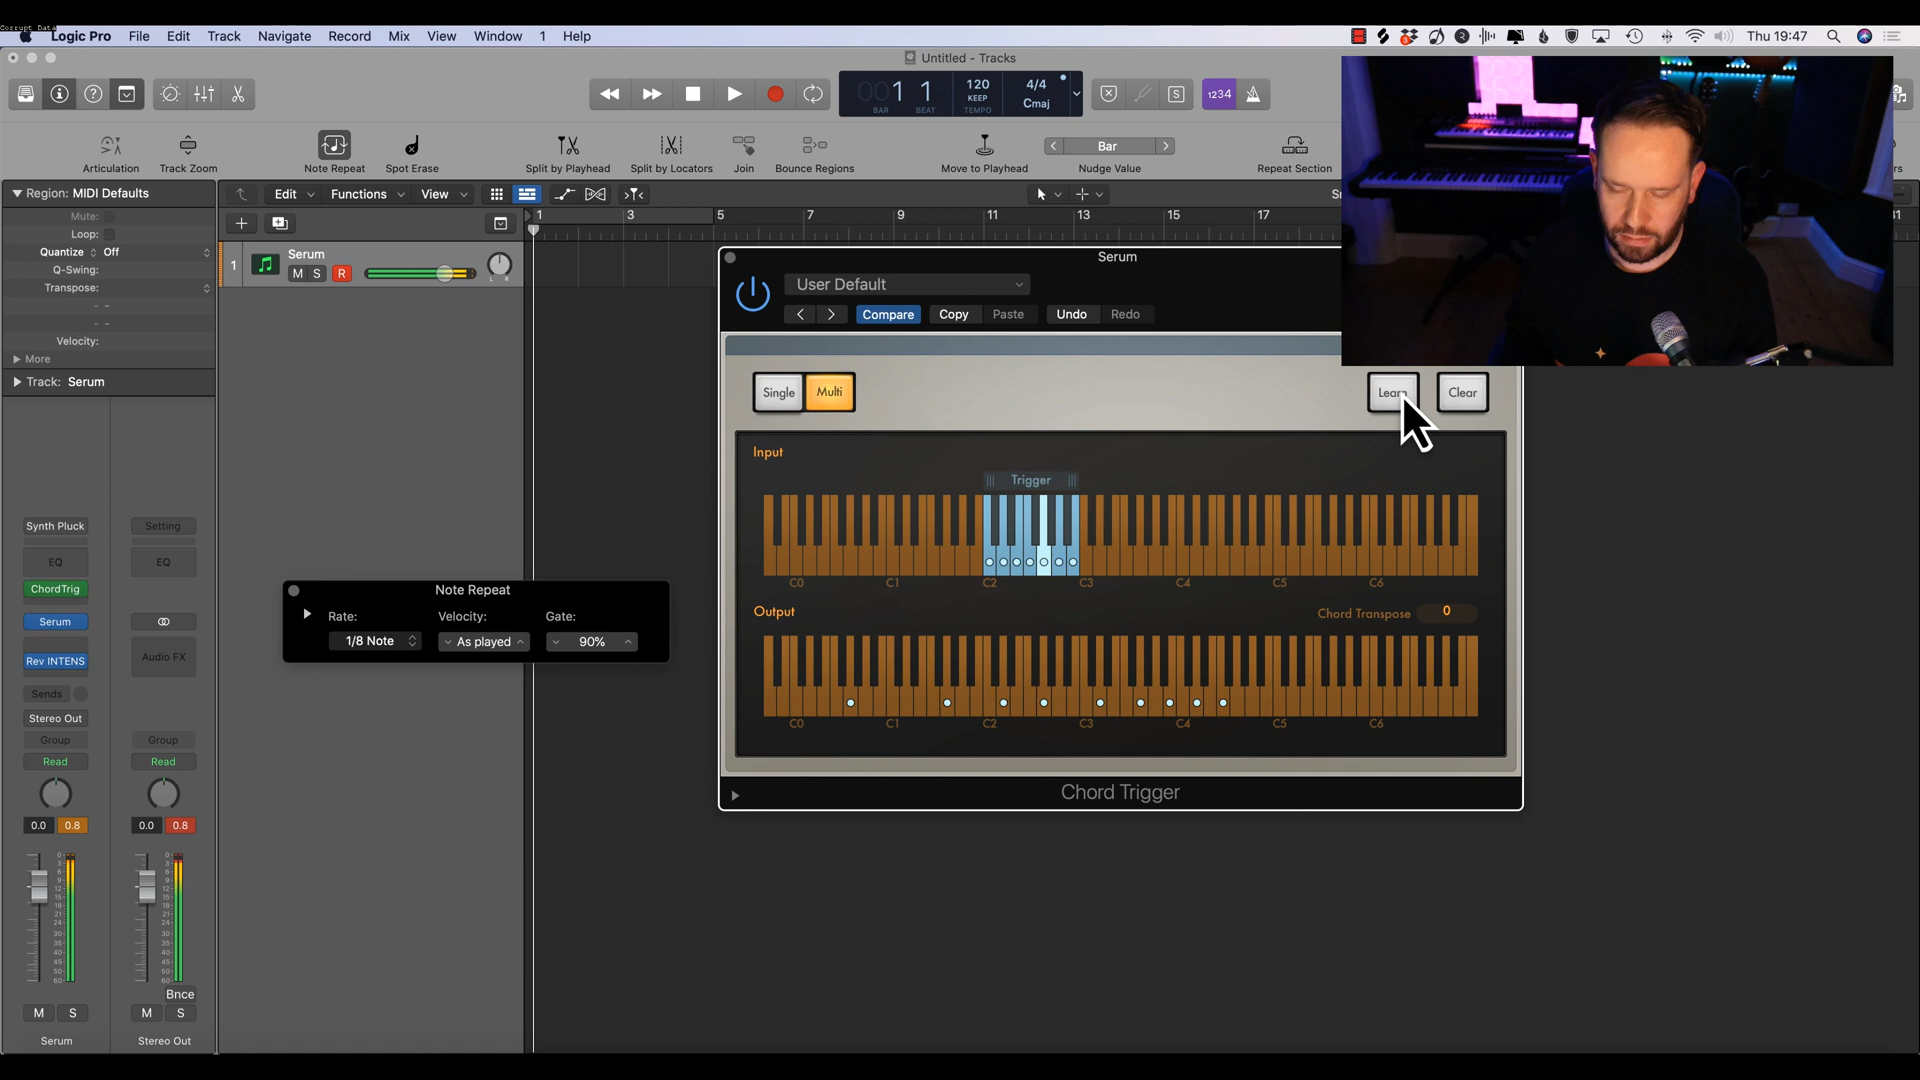 Corrupt Data
Logic Pro File Edit Track Navigate Record Mix View Window 1 Help
3
Thu 19:47
Untitled - Tracks
001 1
BAR BEAT
120
KEEP
TEMPO
4/4
Cmaj
S
1234
Articulation
Track Zoom
Note Repeat
Spot Erase
Split by Playhead
Split by Locators
Join
Bounce Regions
Move to Playhead
Bar
Nudge Value
Repeat Section
Region: MIDI Defaults
Edit Functions View
Mute:
Loop:
Quantize Off
Q-Swing:
Transpose:
- -
- -
Velocity:
More
Track: Serum
1 3 5 7 9 11 13 15 17
1
Serum
M S R
L R
Serum
User Default
Compare Copy Paste Undo Redo
Single Multi
Learn Clear
Input
Trigger
C0 C1 C2 C3 C4 C5 C6
Output
Chord Transpose 0
C0 C1 C2 C3 C4 C5 C6
Chord Trigger
Note Repeat
Rate: Velocity: Gate:
1/8 Note As played 90%
Synth Pluck Setting
EQ EQ
ChordTrig
Serum
Rev INTENS Audio FX
Sends
Stereo Out
Group Group
Read Read
0.0 0.8 0.0 0.8
Bnce
M S M S
Serum Stereo Out